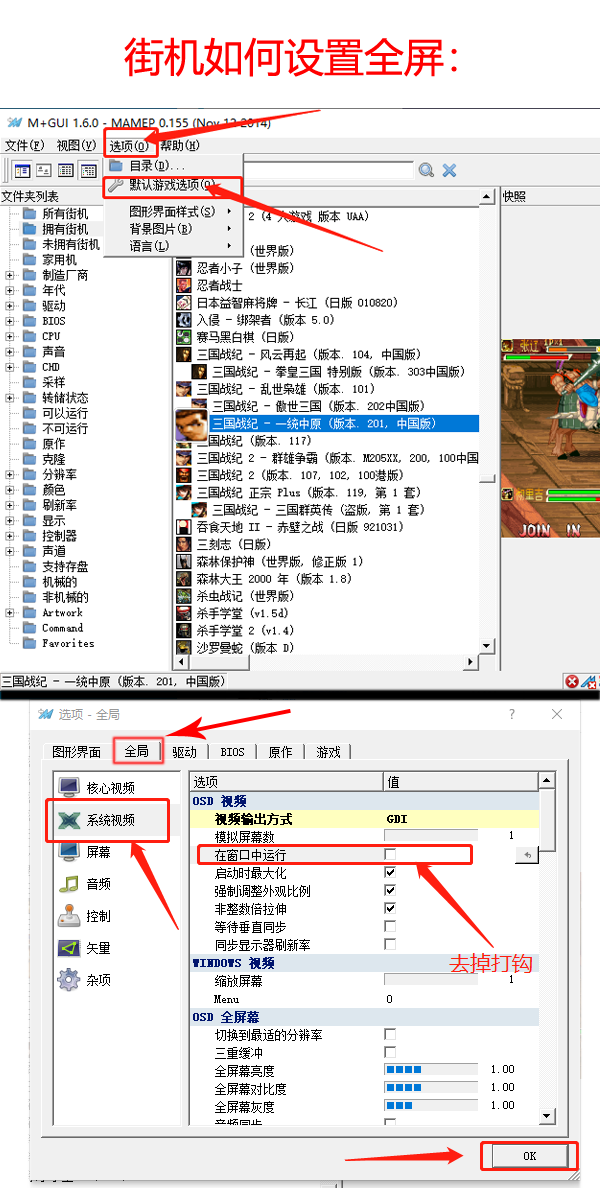 街机如何设置全屏：
M+GUI 1.6.0 - MAMEP 0.155 (Nov 12 2014)
文件(F) 视图(V) 选项(O) 帮助(H)
目录(D)...
默认游戏选项(O)
图形界面样式(S)
背景图片(B)
语言(L)
文件夹列表
快照
所有街机
拥有街机
未拥有街机
家用机
制造厂商
年代
驱动
BIOS
CPU
声音
CHD
采样
转储状态
可以运行
不可运行
原作
克隆
分辨率
颜色
刷新率
显示
控制器
声道
支持存盘
机械的
非机械的
Artwork
Command
Favorites
2 (4 人游戏 版本 UAA)
(世界版)
忍者小子 (世界版)
忍者战士
日本益智麻将牌 - 长江 (日版 010820)
入侵 - 绑架者 (版本 5.0)
赛马黑白棋 (日版)
三国战纪 - 风云再起 (版本. 104, 中国版)
三国战纪 - 拳皇三国 特别版 (版本. 303中国版)
三国战纪 - 乱世枭雄 (版本. 101)
三国战纪 - 傲世三国 (版本. 202中国版)
三国战纪 - 一统中原 (版本. 201, 中国版)
国战纪 (版本. 117)
三国战纪 2 - 群雄争霸 (版本. M205XX, 200, 100中国
三国战纪 2 (版本. 107, 102, 100港版)
三国战纪 正宗 Plus (版本. 119, 第 1 套)
三国战纪 - 三国群英传 (盗版, 第 1 套)
吞食天地 II - 赤壁之战 (日版 921031)
三刻志 (日版)
森林保护神 (世界版, 修正版 1)
森林大王 2000 年 (版本 1.8)
杀虫战记 (世界版)
杀手学堂 (v1.5d)
杀手学堂 2 (v1.4)
沙罗曼蛇 (版本 D)
JOIN IN
三国战纪 - 一统中原 (版本. 201, 中国版)
选项 - 全局
图形界面 全局 驱动 BIOS 原作 游戏
核心视频
系统视频
屏幕
音频
控制
矢量
杂项
选项 值
OSD 视频
视频输出方式 GDI
模拟屏幕数 1
在窗口中运行
启动时最大化
强制调整外观比例
非整数倍拉伸
等待垂直同步
同步显示器刷新率
去掉打钩
WINDOWS 视频
缩放屏幕 1
Menu 0
OSD 全屏幕
切换到最适的分辨率
三重缓冲
全屏幕亮度 1.00
全屏幕对比度 1.00
全屏幕灰度 1.00
OK